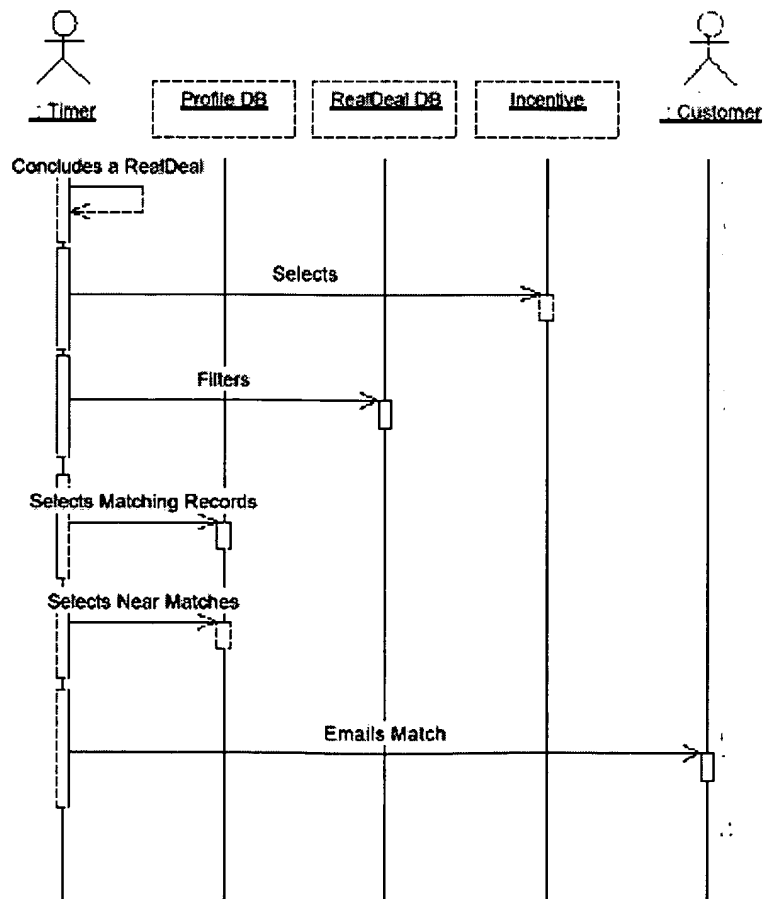 : Timer
Profile DB
RealDeal DB
Incentive
: Customer
Concludes a RealDeal
Selects
Filters
Selects Matching Records
Selects Near Matches
Emails Match